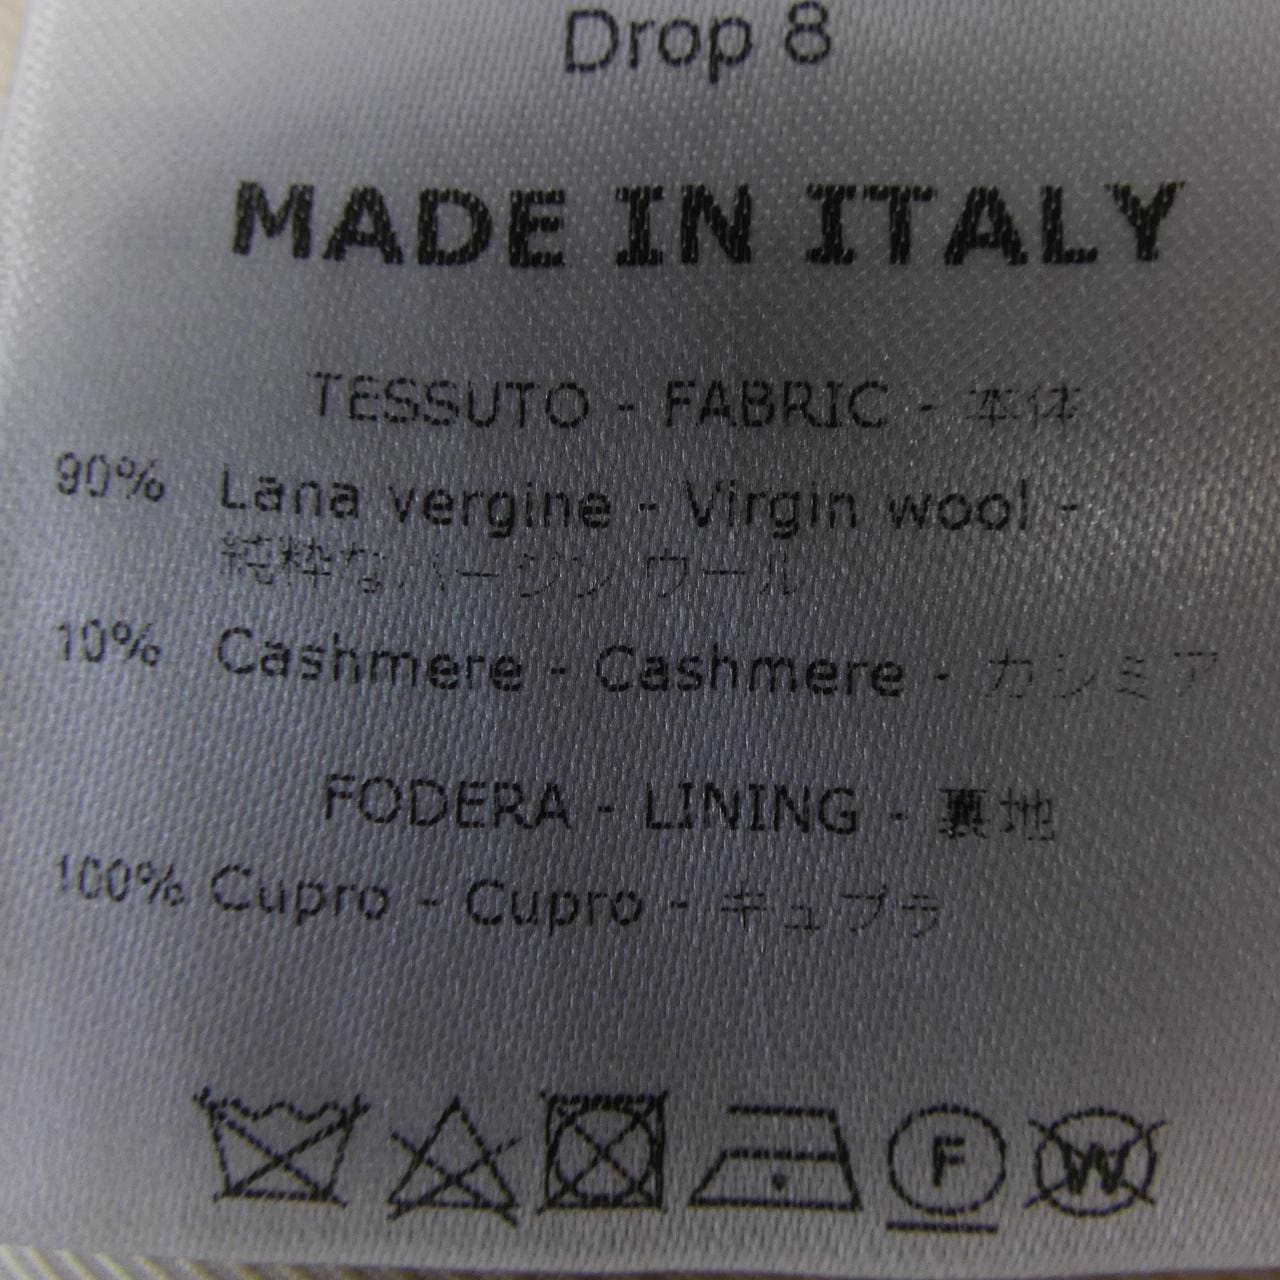 Drop 8
MADE IN ITALY
TESSUTO - FABRIC - 本体
90% Lana vergine - Virgin wool -
純粋なバージン ウール
10% Cashmere - Cashmere - カシミア
FODERA - LINING - 裏地
100% Cupro - Cupro - キュプラ
F W